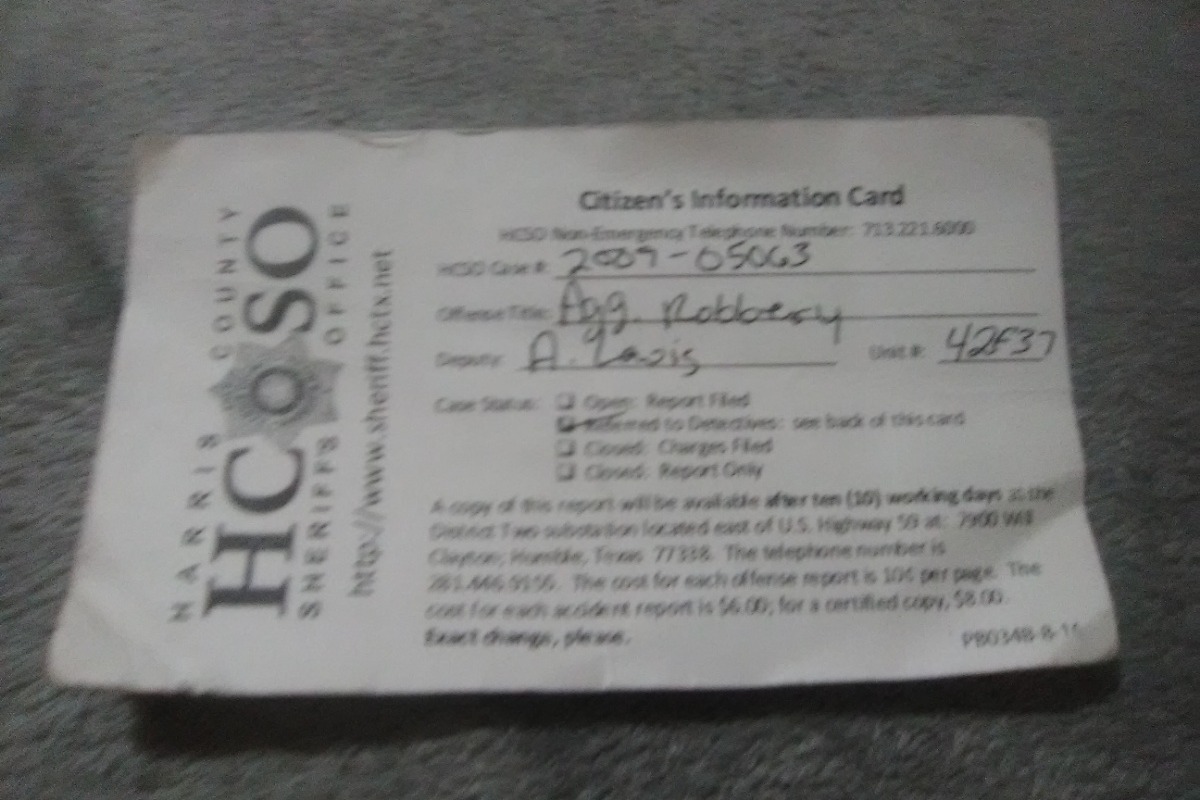 HARRIS COUNTY
HCSO
SHERIFF'S OFFICE
http://www.sheriff.hctx.net
Citizen's Information Card
HCSO Non-Emergency Telephone Number: 713.221.6000
HCSO Case #: 2009-05063
Offense Title: Agg. Robbery
Deputy: A.
Unit #: 42F37
Case Status: ❑ Open: Report Filed
Referred to Detectives: see back of this card
❑ Closed: Charges Filed
❑ Closed: Report Only
A copy of this report will be available after ten (10) working days at the
District Two substation located east of U.S. Highway 59 at: 7900 Will
Clayton; Humble, Texas 77338. The telephone number is
The cost for each offense report is 10¢ per page. The
cost for each accident report is $6.00; for a certified copy, $8.00.
Exact change, please.